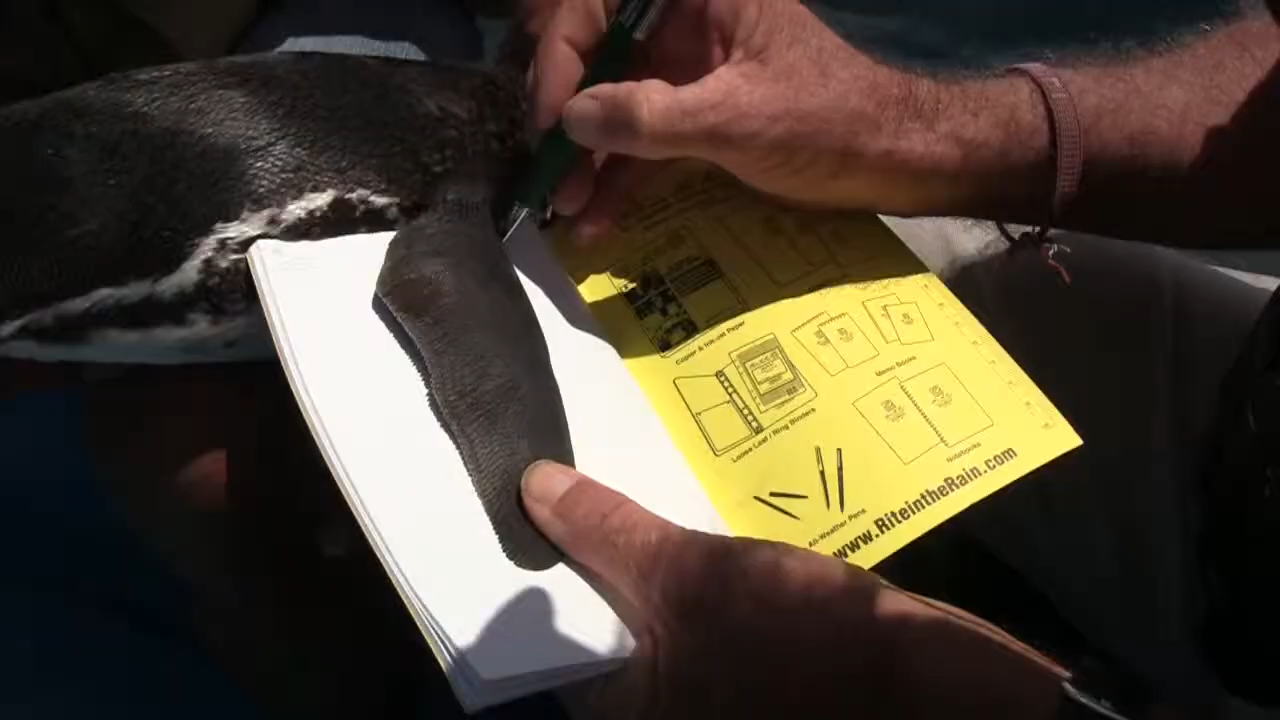 Copier & Ink-Jet Paper
Memo Books
Loose Leaf / Ring Binders
Notebooks
All-Weather Pens
www.RiteintheRain.com